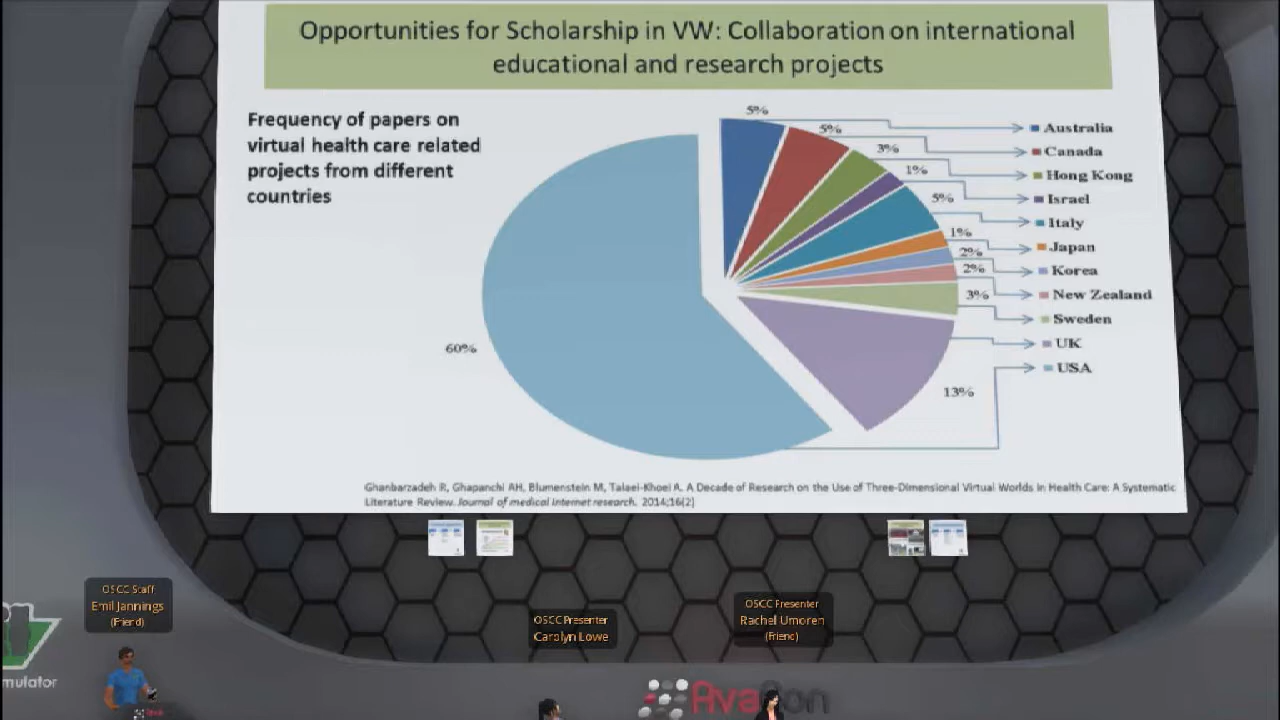 Opportunities for Scholarship in VW: Collaboration on international
educational and research projects
Frequency of papers on
virtual health care related
projects from different
countries
5%
5%
3%
1%
5%
1%
2%
2%
3%
13%
60%
Australia
Canada
Hong Kong
Israel
Italy
Japan
Korea
New Zealand
Sweden
UK
USA
Ghanbarzadeh R, Ghapanchi AH, Blumenstein M, Talaei-Khoei A. A Decade of Research on the Use of Three-Dimensional Virtual Worlds in Health Care: A Systematic
Literature Review. Journal of medical Internet research. 2014;16(2)
OSCC Staff
Emil Jannings
(Friend)
OSCC Presenter
Carolyn Lowe
OSCC Presenter
Rachel Umoren
(Friend)
mulator